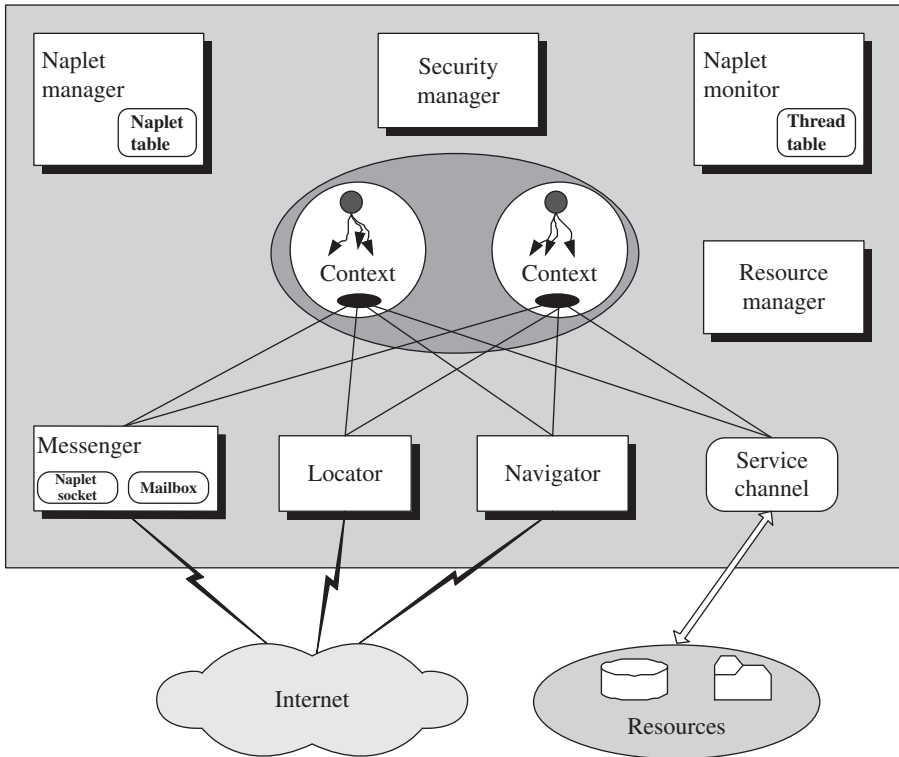 Naplet
manager
Naplet
table
Security
manager
Naplet
monitor
Thread
table
Context
Context
Resource
manager
Messenger
Naplet
socket
Mailbox
Locator
Navigator
Service
channel
Internet
Resources